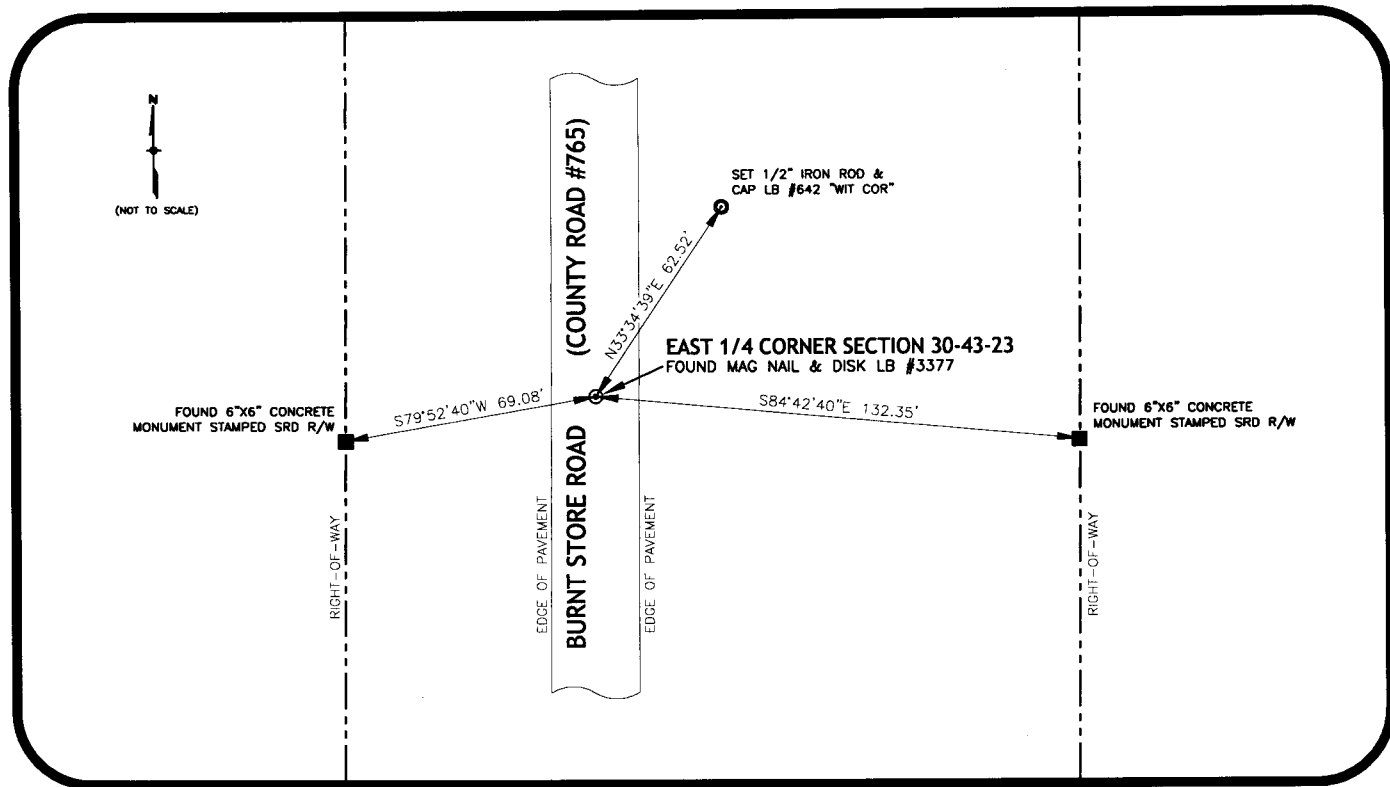 N
(NOT TO SCALE)
SET 1/2" IRON ROD &
CAP LB #642 "WIT COR"
(COUNTY ROAD #765)
N33°34'39"E 62.52'
EAST 1/4 CORNER SECTION 30-43-23
FOUND MAG NAIL & DISK LB #3377
FOUND 6"X6" CONCRETE
MONUMENT STAMPED SRD R/W
S79°52'40"W 69.08'
S84°42'40"E 132.35'
FOUND 6"X6" CONCRETE
MONUMENT STAMPED SRD R/W
RIGHT-OF-WAY
EDGE OF PAVEMENT
BURNT STORE ROAD
EDGE OF PAVEMENT
RIGHT-OF-WAY